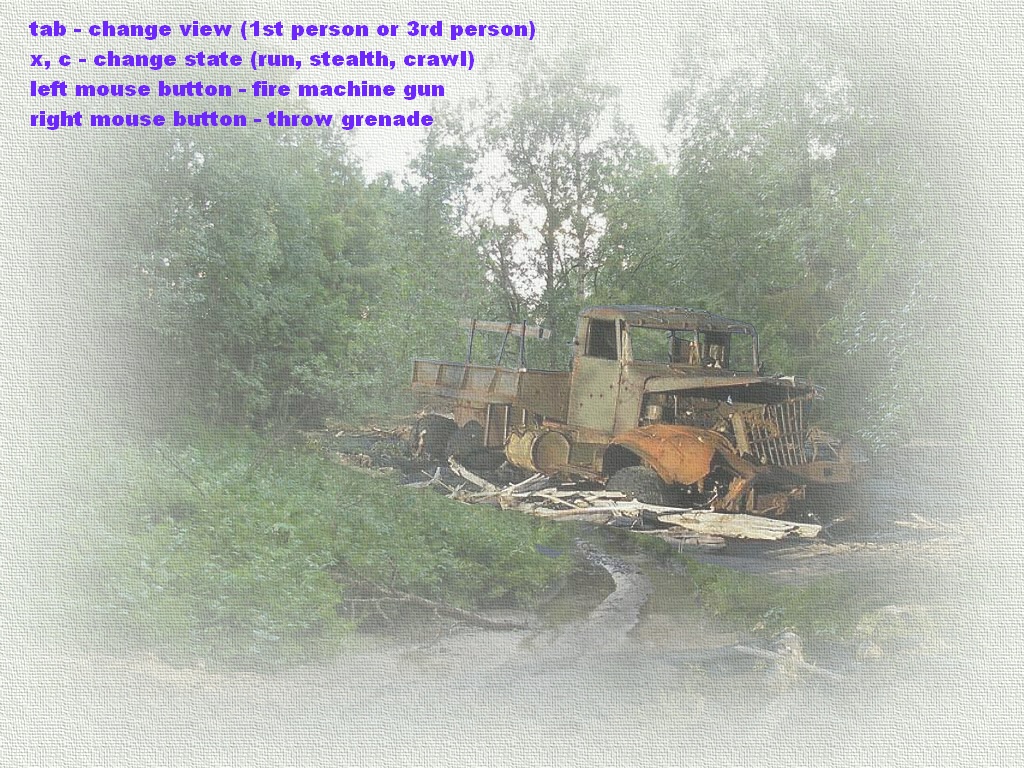 tab - change view (1st person or 3rd person)
x, c - change state (run, stealth, crawl)
left mouse button - fire machine gun
right mouse button - throw grenade